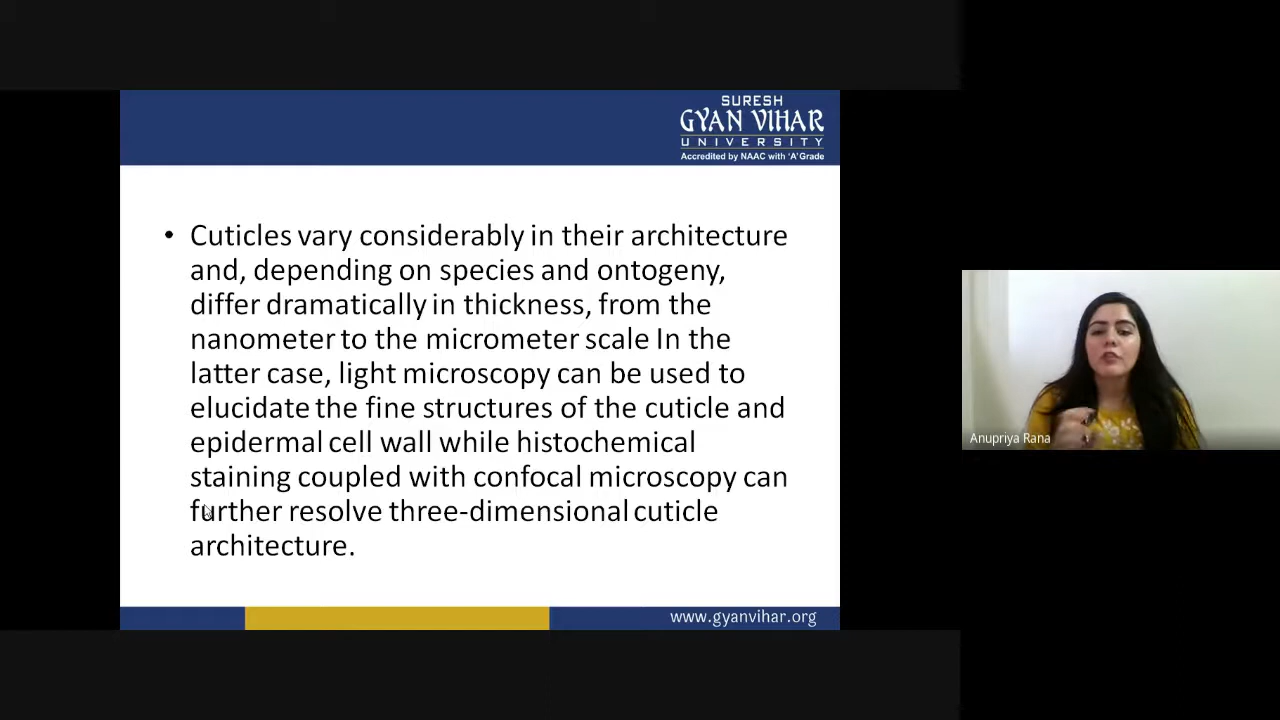 SURESH
GYAN VIHAR
UNIVERSITY
Accredited by NAAC with 'A' Grade
• Cuticles vary considerably in their architecture
and, depending on species and ontogeny,
differ dramatically in thickness, from the
nanometer to the micrometer scale In the
latter case, light microscopy can be used to
elucidate the fine structures of the cuticle and
epidermal cell wall while histochemical
staining coupled with confocal microscopy can
further resolve three-dimensional cuticle
architecture.
Anupriya Rana
www.gyanvihar.org